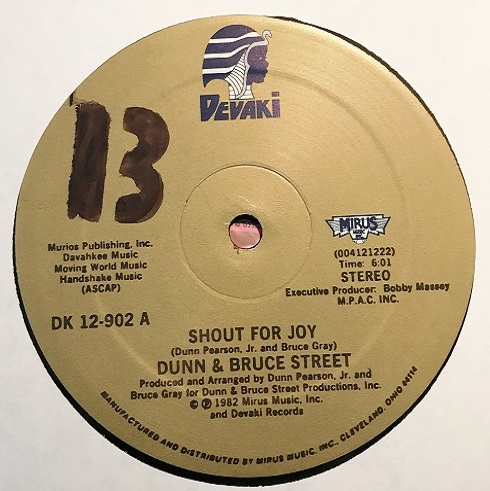 DEVAKI
13
MIRUS
MUSIC INC.
Murios Publishing, Inc.
Davahkee Music
Moving World Music
Handshake Music
(ASCAP)
(004121222)
Time: 6:01
STEREO
Executive Producer: Bobby Massey
M.P.A.C. INC.
DK 12-902 A
SHOUT FOR JOY
(Dunn Pearson, Jr. and Bruce Gray)
DUNN & BRUCE STREET
Produced and Arranged by Dunn Pearson, Jr. and
Bruce Gray for Dunn & Bruce Street Productions, Inc.
© ℗ 1982 Mirus Music, Inc.
and Devaki Records
MANUFACTURED AND DISTRIBUTED BY MIRUS MUSIC, INC., CLEVELAND, OHIO 44114